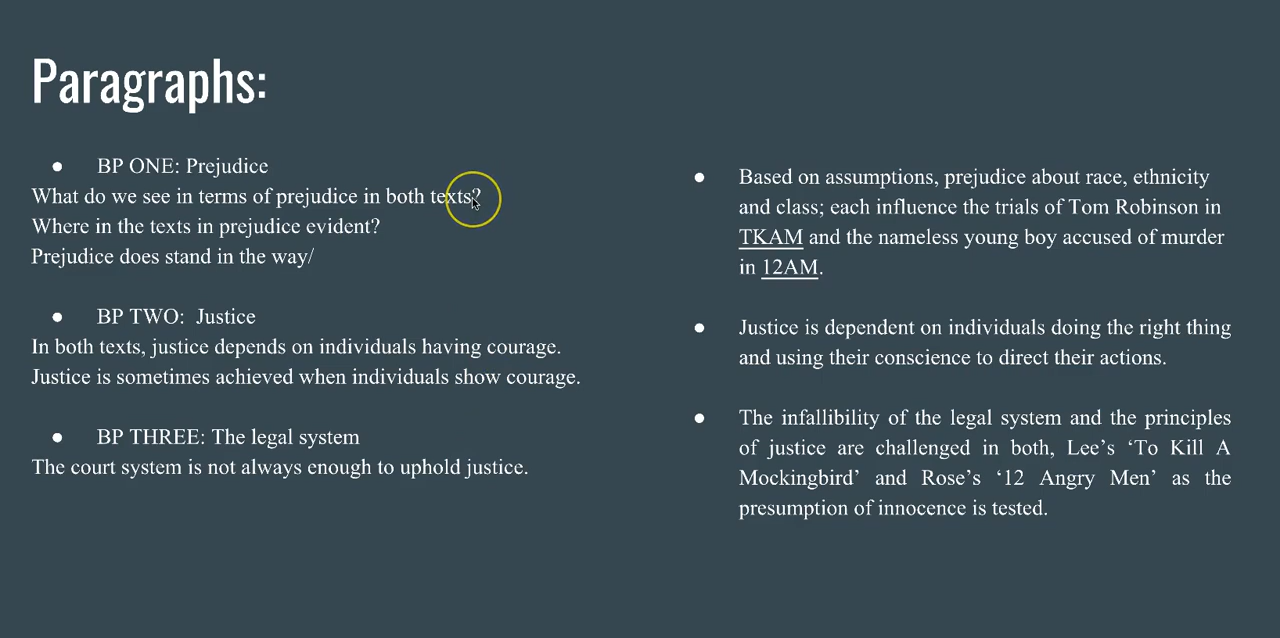 Paragraphs:
● BP ONE: Prejudice
What do we see in terms of prejudice in both texts?
Where in the texts in prejudice evident?
Prejudice does stand in the way/
● BP TWO:  Justice
In both texts, justice depends on individuals having courage.
Justice is sometimes achieved when individuals show courage.
● BP THREE: The legal system
The court system is not always enough to uphold justice.
● Based on assumptions, prejudice about race, ethnicity
and class; each influence the trials of Tom Robinson in
TKAM and the nameless young boy accused of murder
in 12AM.
● Justice is dependent on individuals doing the right thing
and using their conscience to direct their actions.
● The infallibility of the legal system and the principles
of justice are challenged in both, Lee’s ‘To Kill A
Mockingbird’ and Rose’s ‘12 Angry Men’ as the
presumption of innocence is tested.